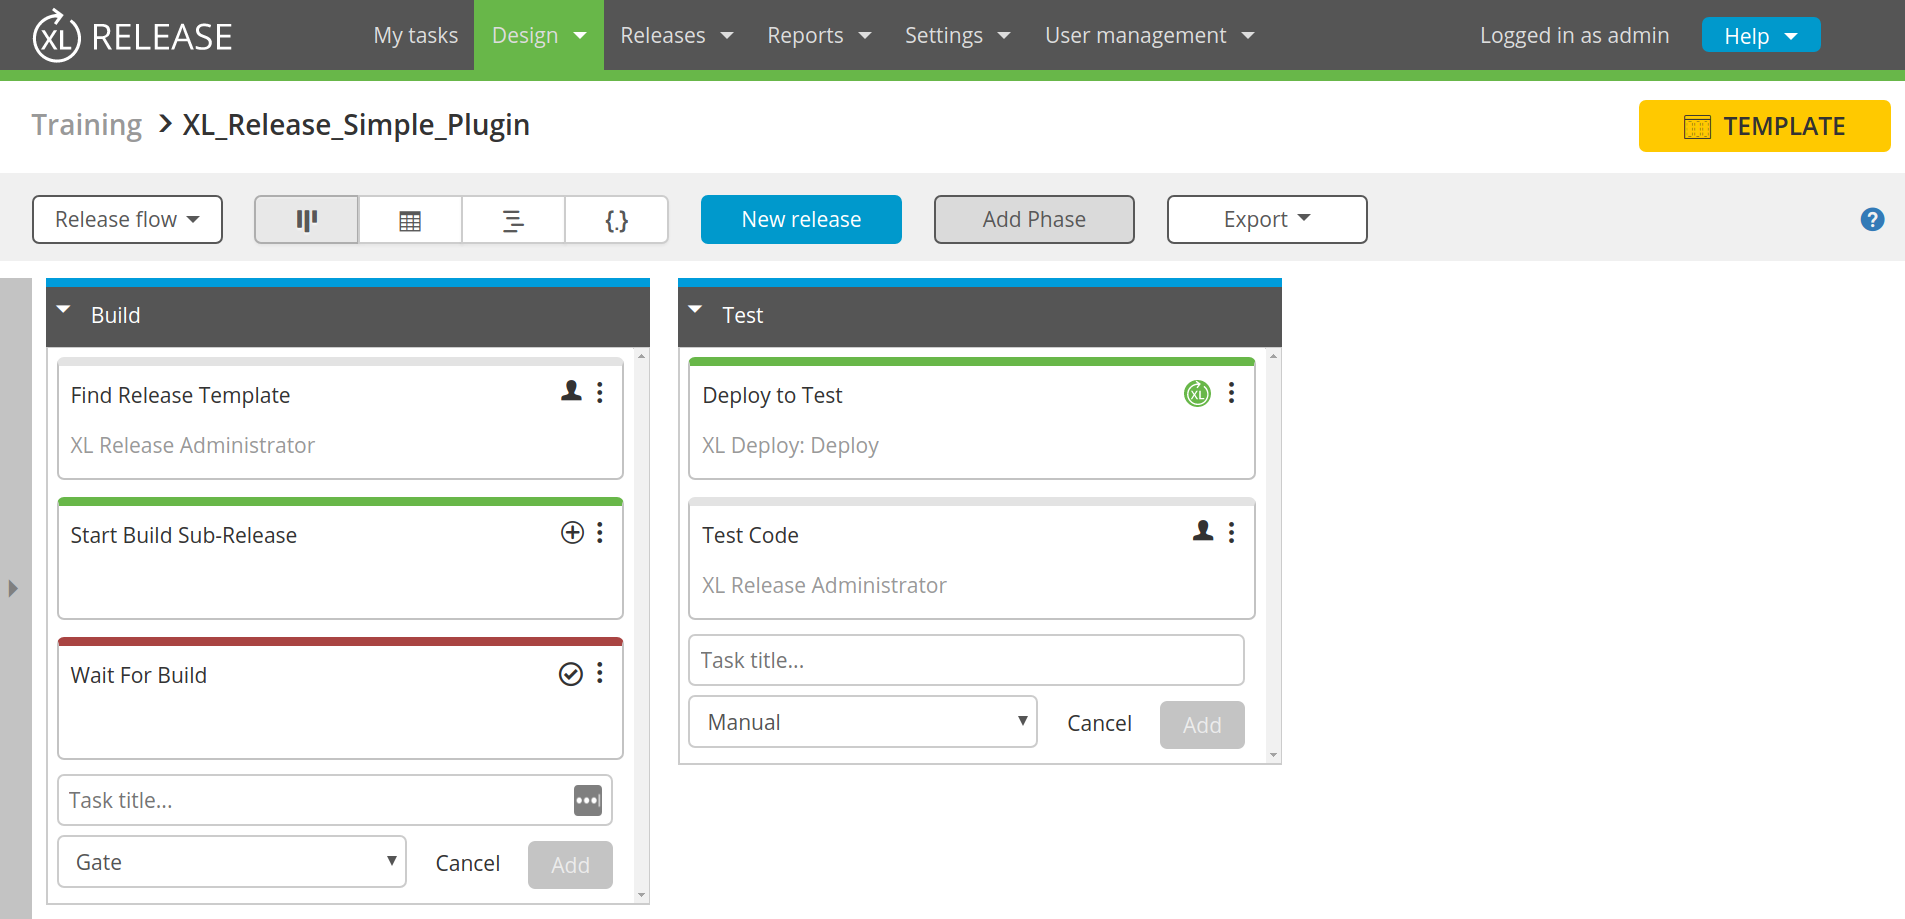 XL RELEASE My tasks Design Releases Reports Settings User management Logged in as admin Help
Training > XL_Release_Simple_Plugin TEMPLATE
Release flow {.} New release Add Phase Export ?
Build
Find Release Template
XL Release Administrator
Start Build Sub-Release
Wait For Build
Task title...
Gate Cancel Add
Test
Deploy to Test XL
XL Deploy: Deploy
Test Code
XL Release Administrator
Task title...
Manual Cancel Add